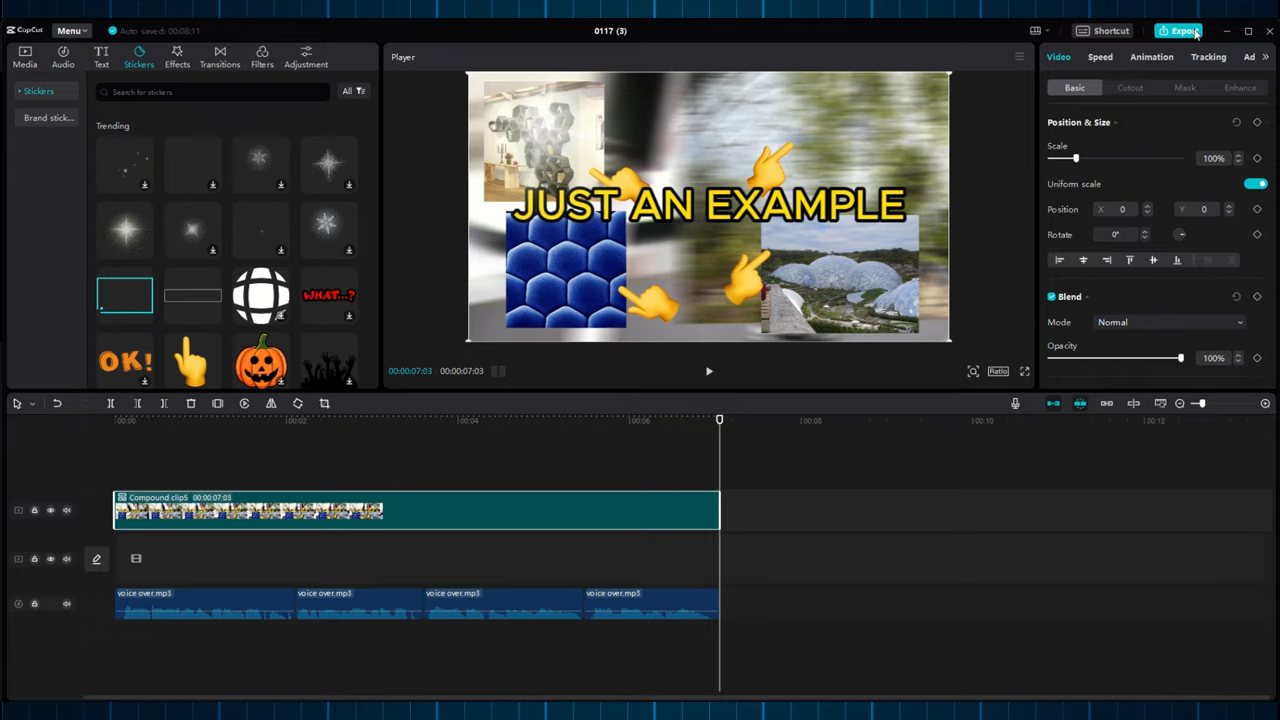 CapCut Menu Auto saved: 00:08:11 0117 (3) Shortcut Export
Media Audio Text Stickers Effects Transitions Filters Adjustment
Player
Video Speed Animation Tracking Ad
Stickers
Brand stick...
Search for stickers All
Trending
WHAT...?
OK!
JUST AN EXAMPLE
00:00:07:03 00:00:07:03
Ratio
Basic Cutout Mask Enhance
Position & Size
Scale
100%
Uniform scale
Position X 0 Y 0
Rotate 0°
Blend
Mode Normal
Opacity
100%
00:00 00:02 00:04 00:06 00:08 00:10 00:12
Compound clip5 00:00:07:03
voice over.mp3 voice over.mp3 voice over.mp3 voice over.mp3